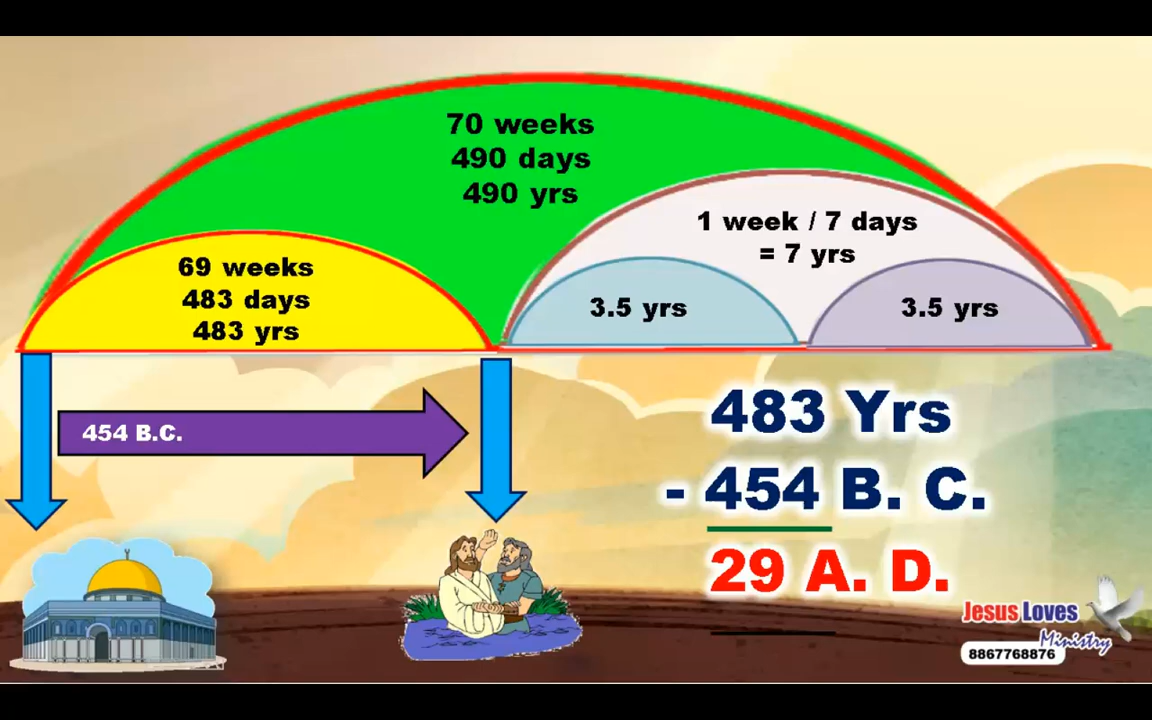 70 weeks
490 days
490 yrs
1 week / 7 days
= 7 yrs
69 weeks
483 days
483 yrs
3.5 yrs
3.5 yrs
454 B.C.
483 Yrs
- 454 B. C.
29 A. D.
Jesus Loves
Ministry
8867768876